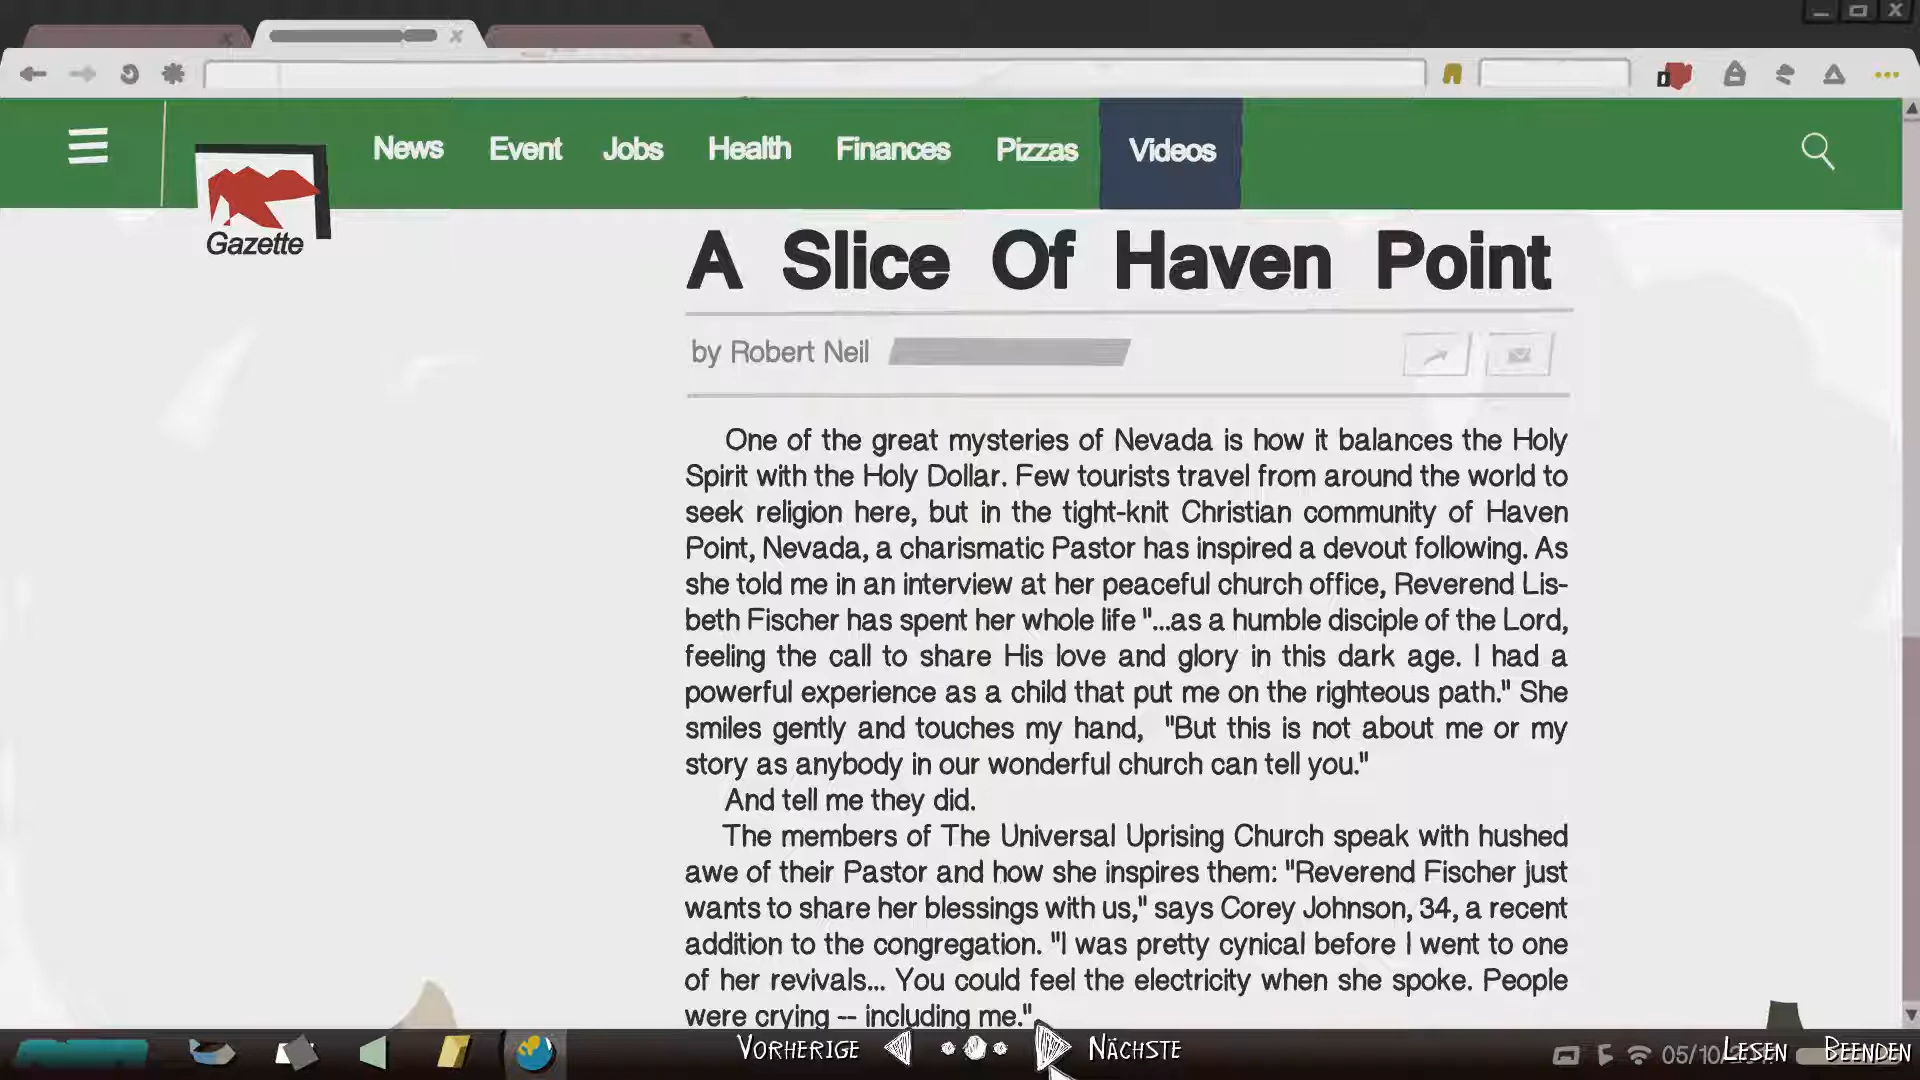 News Event Jobs Health Finances Pizzas Videos
Gazette
A Slice Of Haven Point
by Robert Neil
One of the great mysteries of Nevada is how it balances the Holy
Spirit with the Holy Dollar. Few tourists travel from around the world to
seek religion here, but in the tight-knit Christian community of Haven
Point, Nevada, a charismatic Pastor has inspired a devout following. As
she told me in an interview at her peaceful church office, Reverend Lis-
beth Fischer has spent her whole life "...as a humble disciple of the Lord,
feeling the call to share His love and glory in this dark age. I had a
powerful experience as a child that put me on the righteous path." She
smiles gently and touches my hand, "But this is not about me or my
story as anybody in our wonderful church can tell you."
And tell me they did.
The members of The Universal Uprising Church speak with hushed
awe of their Pastor and how she inspires them: "Reverend Fischer just
wants to share her blessings with us," says Corey Johnson, 34, a recent
addition to the congregation. "I was pretty cynical before I went to one
of her revivals... You could feel the electricity when she spoke. People
were crying -- including me."
Vorherige Nächste 05/10/ Lesen Beenden